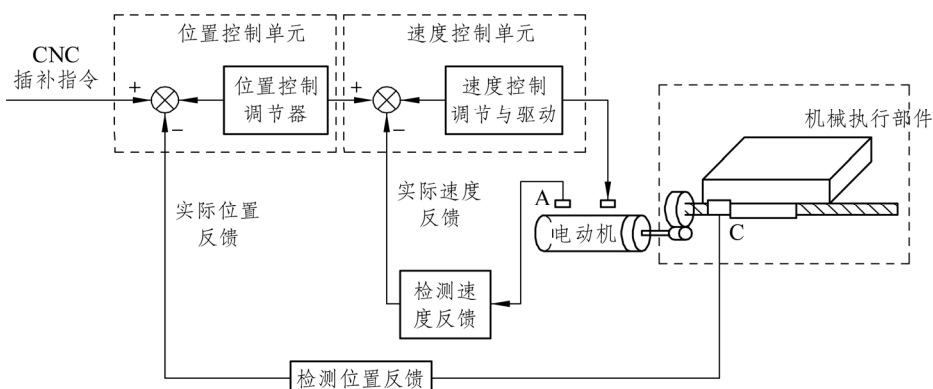 位置控制单元
速度控制单元
CNC
插补指令
+
−
位置控制
调节器
+
−
速度控制
调节与驱动
机械执行部件
实际位置
反馈
实际速度
反馈
A
电动机
C
检测速
度反馈
检测位置反馈